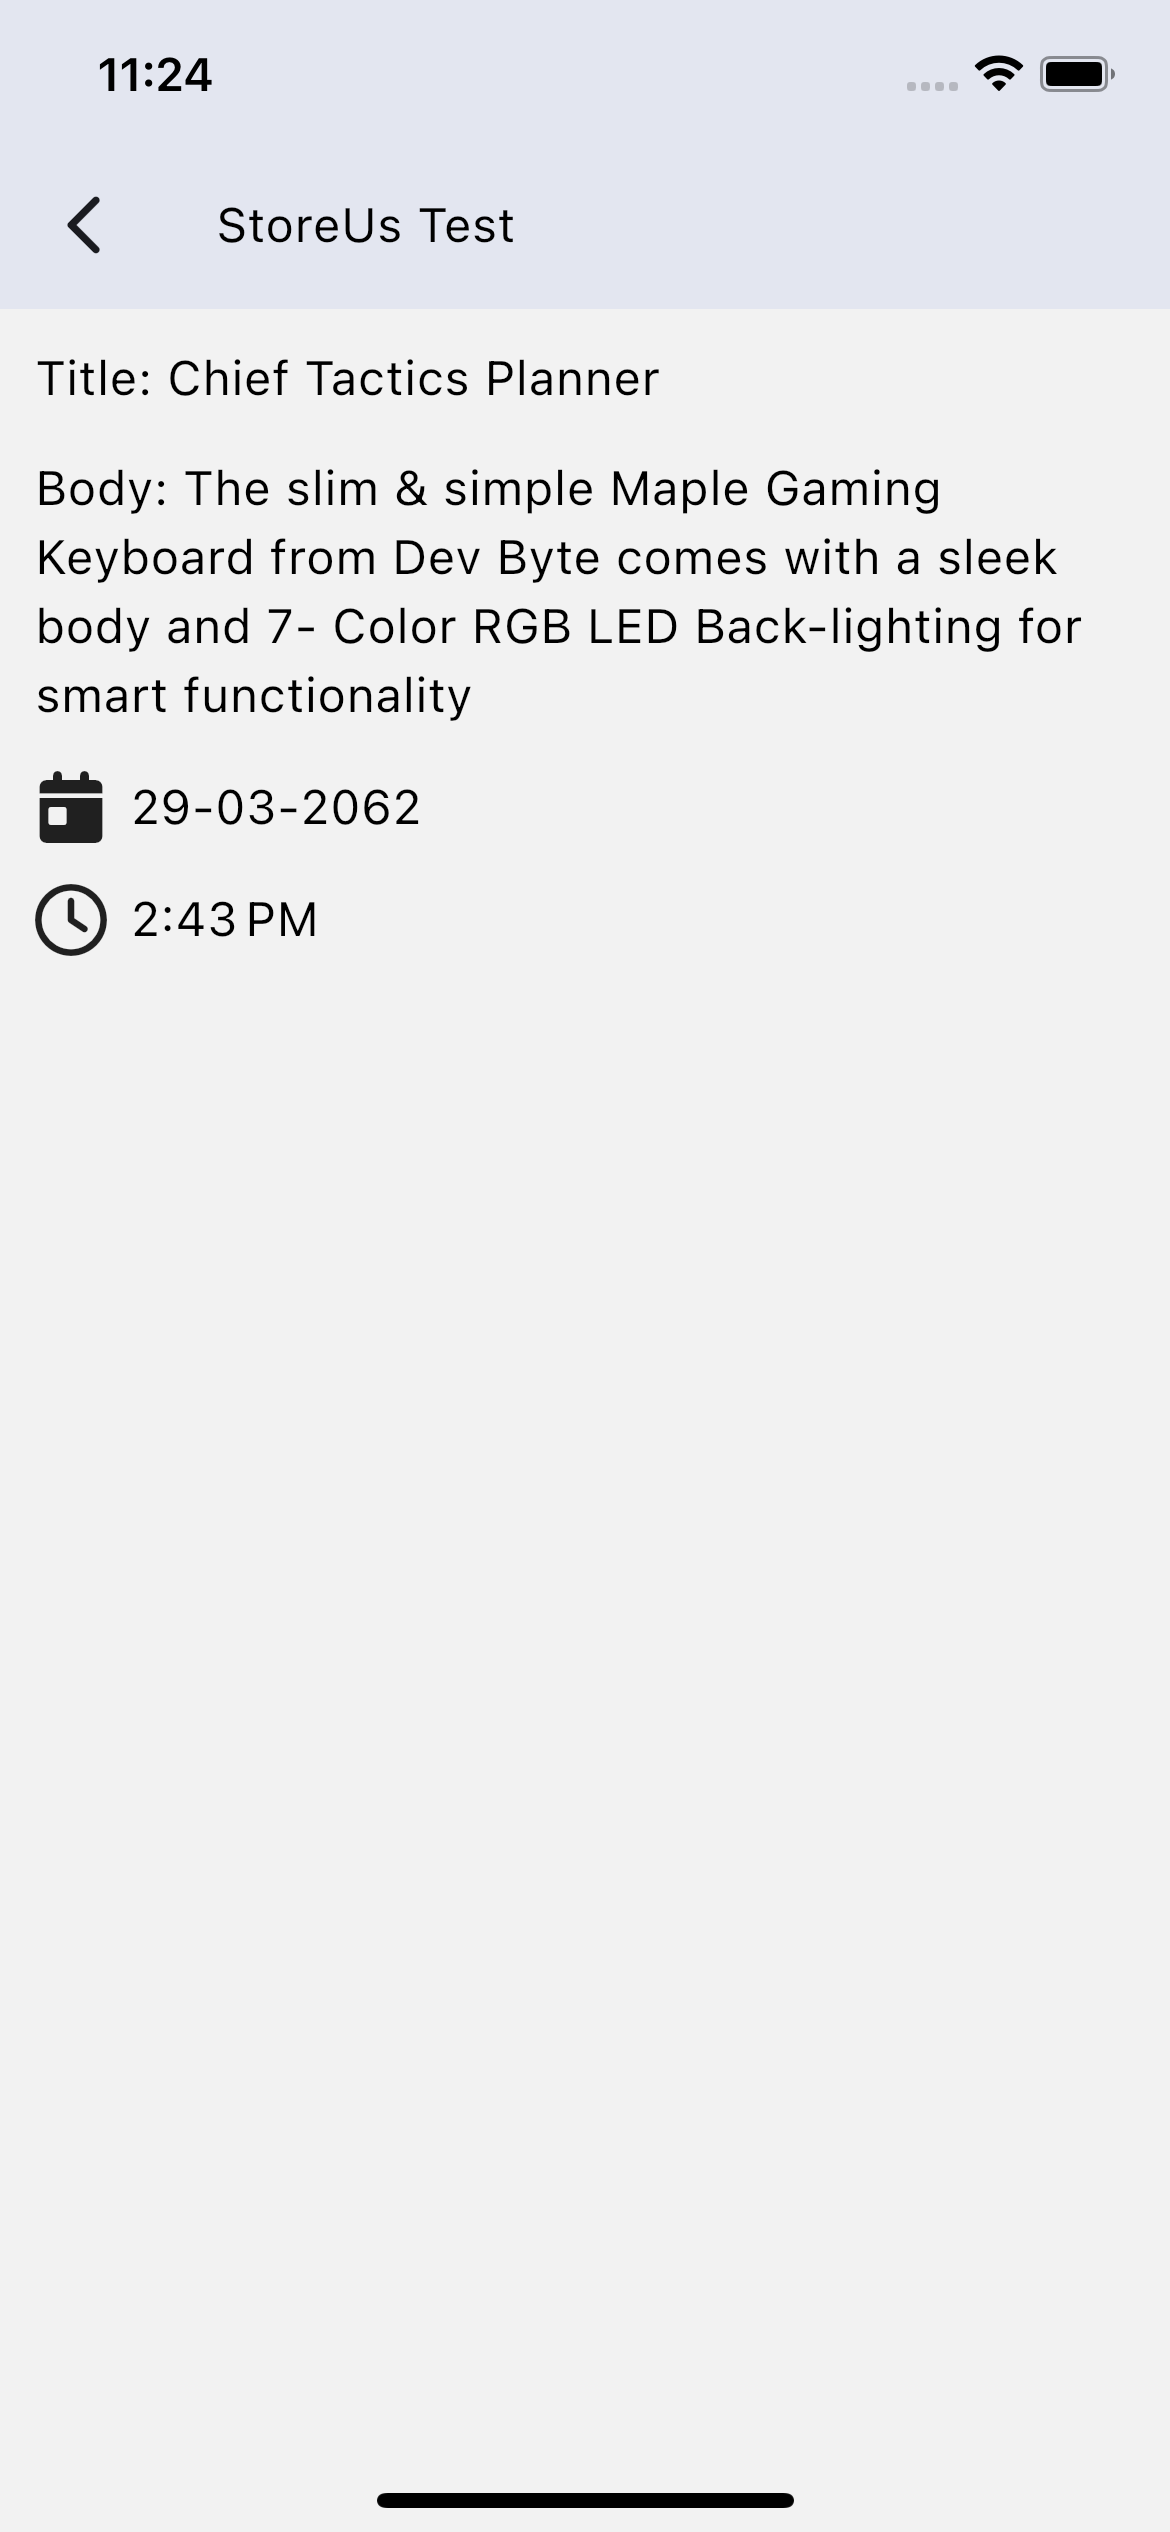 11:24
StoreUs Test
Title: Chief Tactics Planner
Body: The slim & simple Maple Gaming
Keyboard from Dev Byte comes with a sleek
body and 7- Color RGB LED Back-lighting for
smart functionality
29-03-2062
2:43 PM